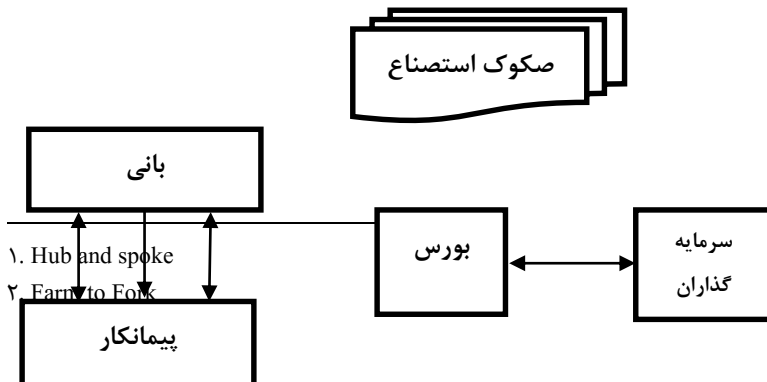 صکوک استصناع
بانی
بورس
سرمایه
گذاران
۱. Hub and spoke
۲. Farm to Fork
پیمانکار